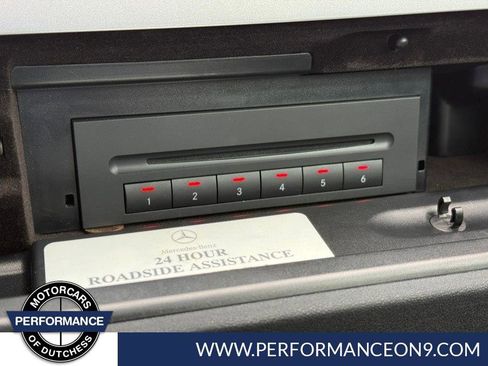 1 2 3 4 5 6
Mercedes-Benz
24 HOUR
ROADSIDE ASSISTANCE
MOTORCARS
PERFORMANCE
OF DUTCHESS
WWW.PERFORMANCEON9.COM